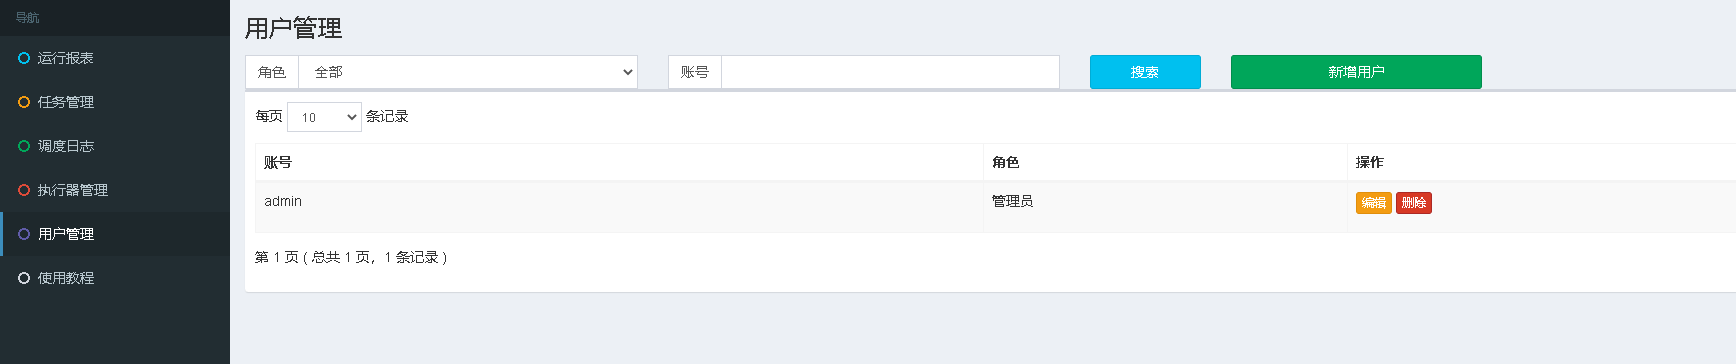 导航
运行报表
任务管理
调度日志
执行器管理
用户管理
使用教程
用户管理
角色 全部 账号 搜索 新增用户
每页 10 条记录
账号 角色 操作
admin 管理员 编辑 删除
第 1 页 ( 总共 1 页，1 条记录 )